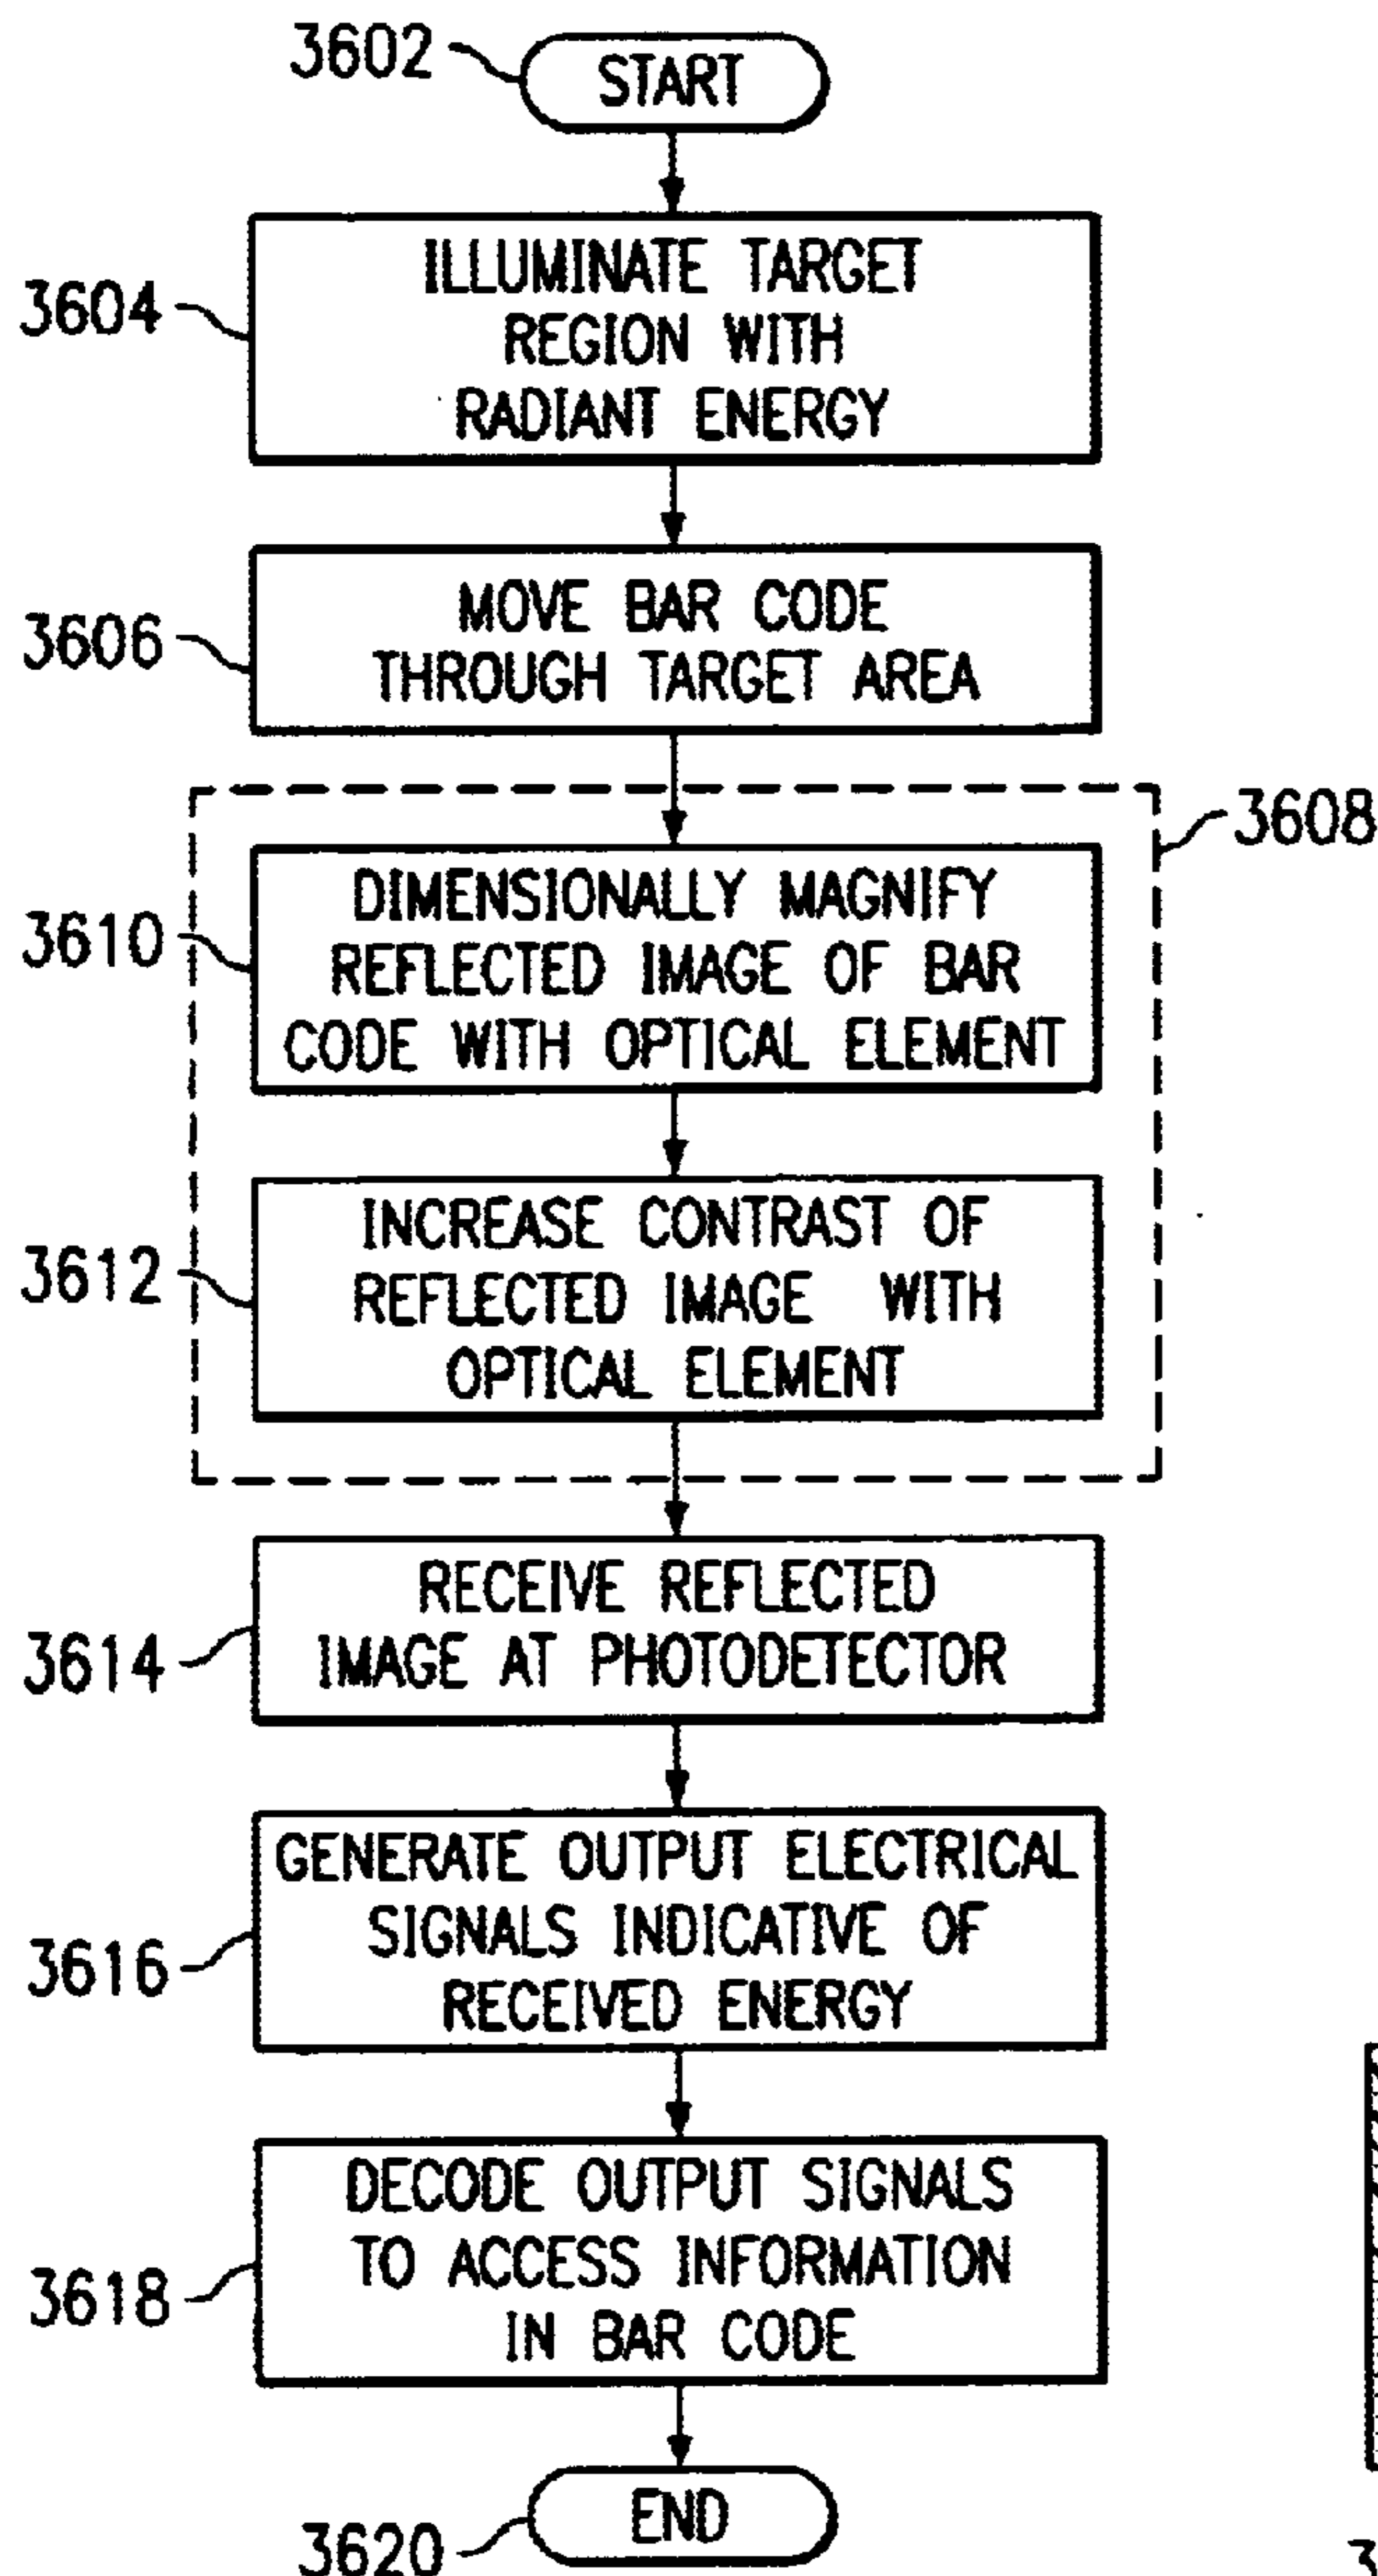 3602
START
3604
ILLUMINATE TARGET
REGION WITH
RADIANT ENERGY
3606
MOVE BAR CODE
THROUGH TARGET AREA
3608
3610
DIMENSIONALLY MAGNIFY
REFLECTED IMAGE OF BAR
CODE WITH OPTICAL ELEMENT
3612
INCREASE CONTRAST OF
REFLECTED IMAGE WITH
OPTICAL ELEMENT
3614
RECEIVE REFLECTED
IMAGE AT PHOTODETECTOR
3616
GENERATE OUTPUT ELECTRICAL
SIGNALS INDICATIVE OF
RECEIVED ENERGY
3618
DECODE OUTPUT SIGNALS
TO ACCESS INFORMATION
IN BAR CODE
3620
END